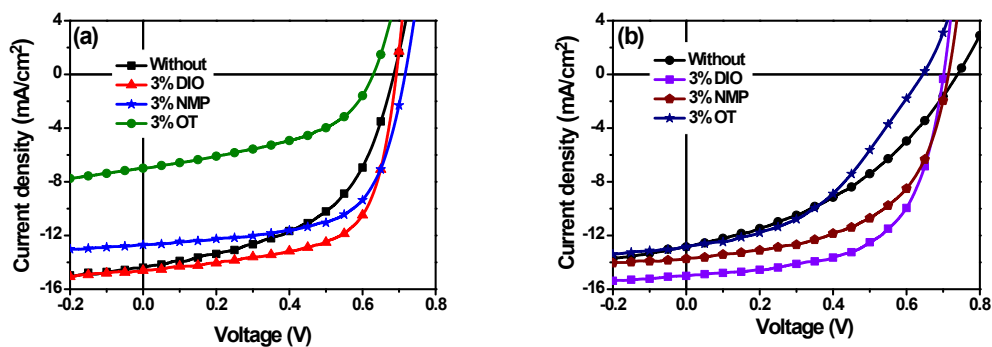 (a)
Without
3% DIO
3% NMP
3% OT
Current density (mA/cm²)
4
0
-4
-8
-12
-16
-0.2 0.0 0.2 0.4 0.6 0.8
Voltage (V)
(b)
Without
3% DIO
3% NMP
3% OT
Current density (mA/cm²)
4
0
-4
-8
-12
-16
-0.2 0.0 0.2 0.4 0.6 0.8
Voltage (V)